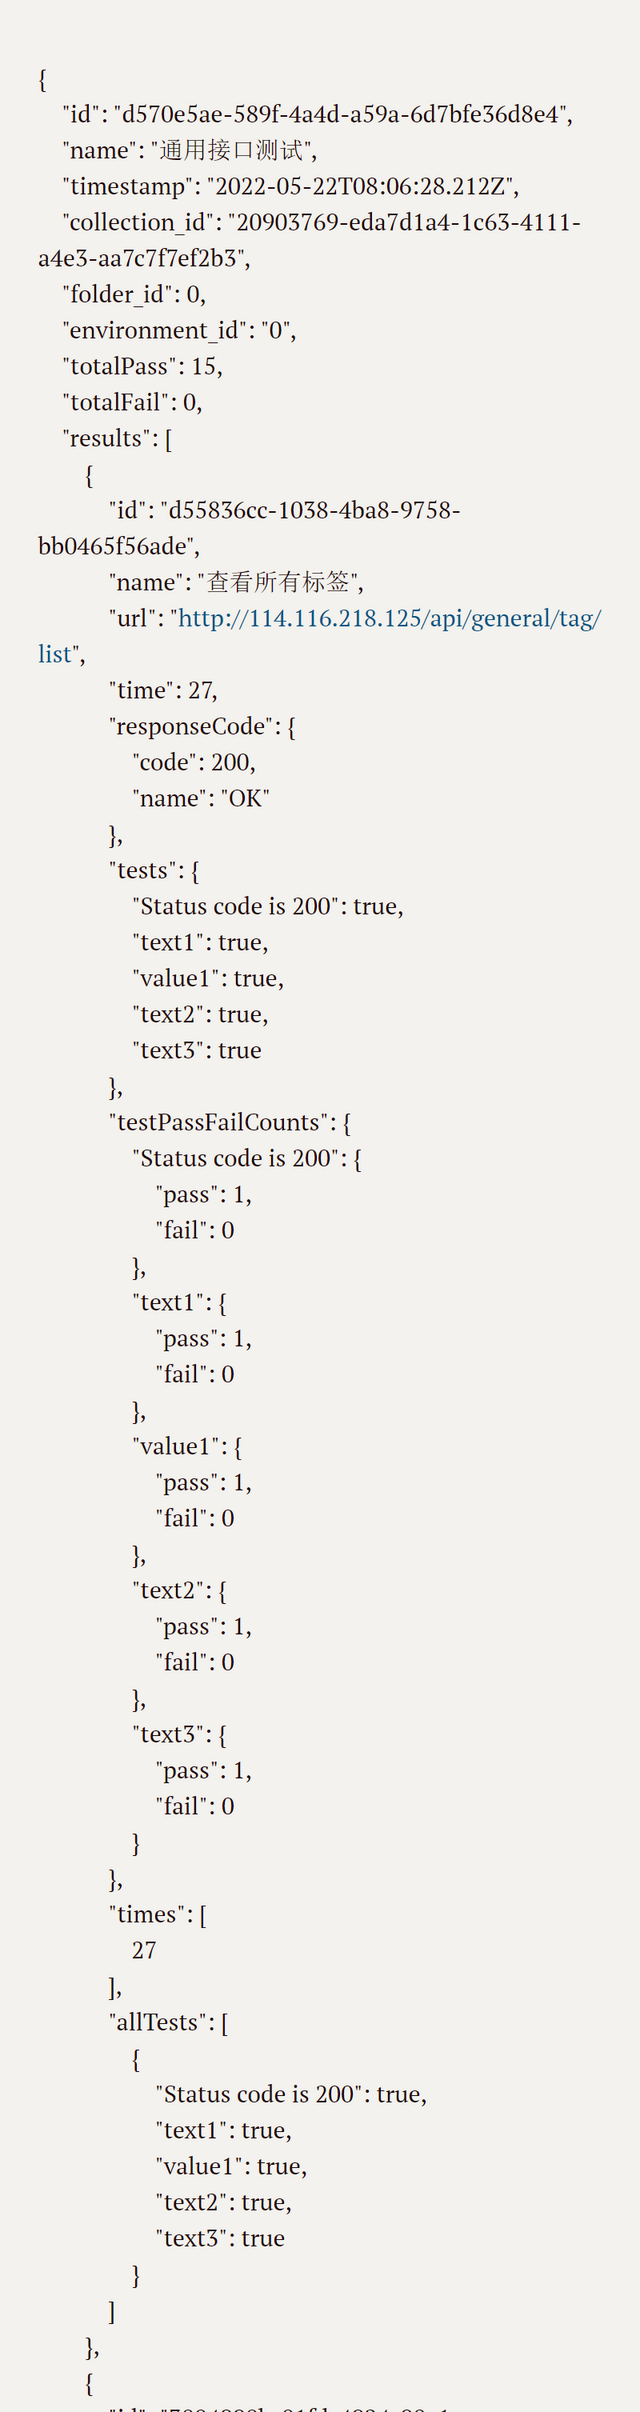 {
"id": "d570e5ae-589f-4a4d-a59a-6d7bfe36d8e4",
"name": "通用接口测试",
"timestamp": "2022-05-22T08:06:28.212Z",
"collection_id": "20903769-eda7d1a4-1c63-4111-
a4e3-aa7c7f7ef2b3",
"folder_id": 0,
"environment_id": "0",
"totalPass": 15,
"totalFail": 0,
"results": [
{
"id": "d55836cc-1038-4ba8-9758-
bb0465f56ade",
"name": "查看所有标签",
"url": "http://114.116.218.125/api/general/tag/
list",
"time": 27,
"responseCode": {
"code": 200,
"name": "OK"
},
"tests": {
"Status code is 200": true,
"text1": true,
"value1": true,
"text2": true,
"text3": true
},
"testPassFailCounts": {
"Status code is 200": {
"pass": 1,
"fail": 0
},
"text1": {
"pass": 1,
"fail": 0
},
"value1": {
"pass": 1,
"fail": 0
},
"text2": {
"pass": 1,
"fail": 0
},
"text3": {
"pass": 1,
"fail": 0
}
},
"times": [
27
],
"allTests": [
{
"Status code is 200": true,
"text1": true,
"value1": true,
"text2": true,
"text3": true
}
]
},
{